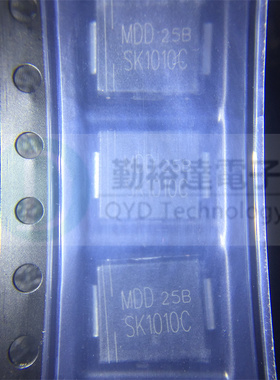 MDD 25B
SK1010C
勤裕達電子
QYD Technology
MDD 25B
SK1010C